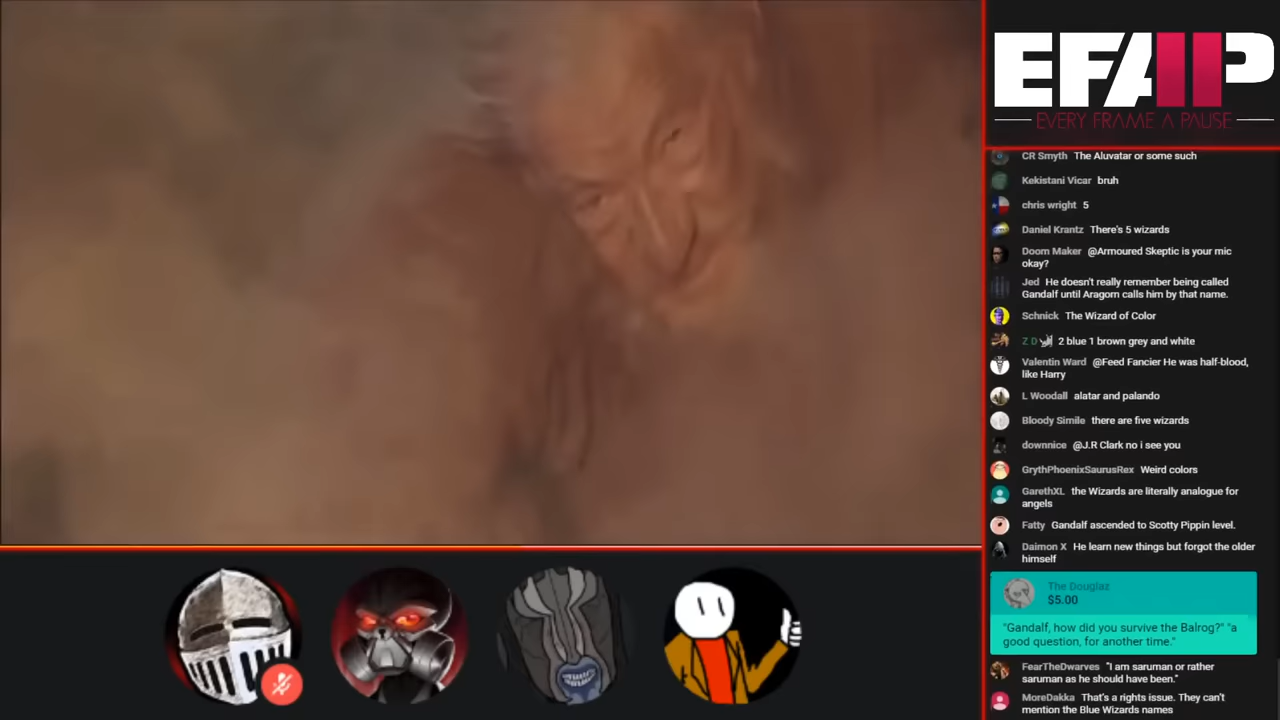 EFAP
EVERY FRAME A PAUSE
CR Smyth The Aluvatar or some such
Kekistani Vicar bruh
chris wright 5
Daniel Krantz There's 5 wizards
Doom Maker @Armoured Skeptic is your mic
okay?
Jed He doesn't really remember being called
Gandalf until Aragorn calls him by that name.
Schnick The Wizard of Color
Z D 2 blue 1 brown grey and white
Valentin Ward @Feed Fancier He was half-blood,
like Harry
L Woodall alatar and palando
Bloody Simile there are five wizards
downnice @J.R Clark no i see you
GrythPhoenixSaurusRex Weird colors
GarethXL the Wizards are literally analogue for
angels
Fatty Gandalf ascended to Scotty Pippin level.
Daimon X He learn new things but forgot the older
himself
The Douglaz
$5.00
"Gandalf, how did you survive the Balrog?" "a
good question, for another time."
FearTheDwarves "I am saruman or rather
saruman as he should have been."
MoreDakka That's a rights issue. They can't
mention the Blue Wizards names